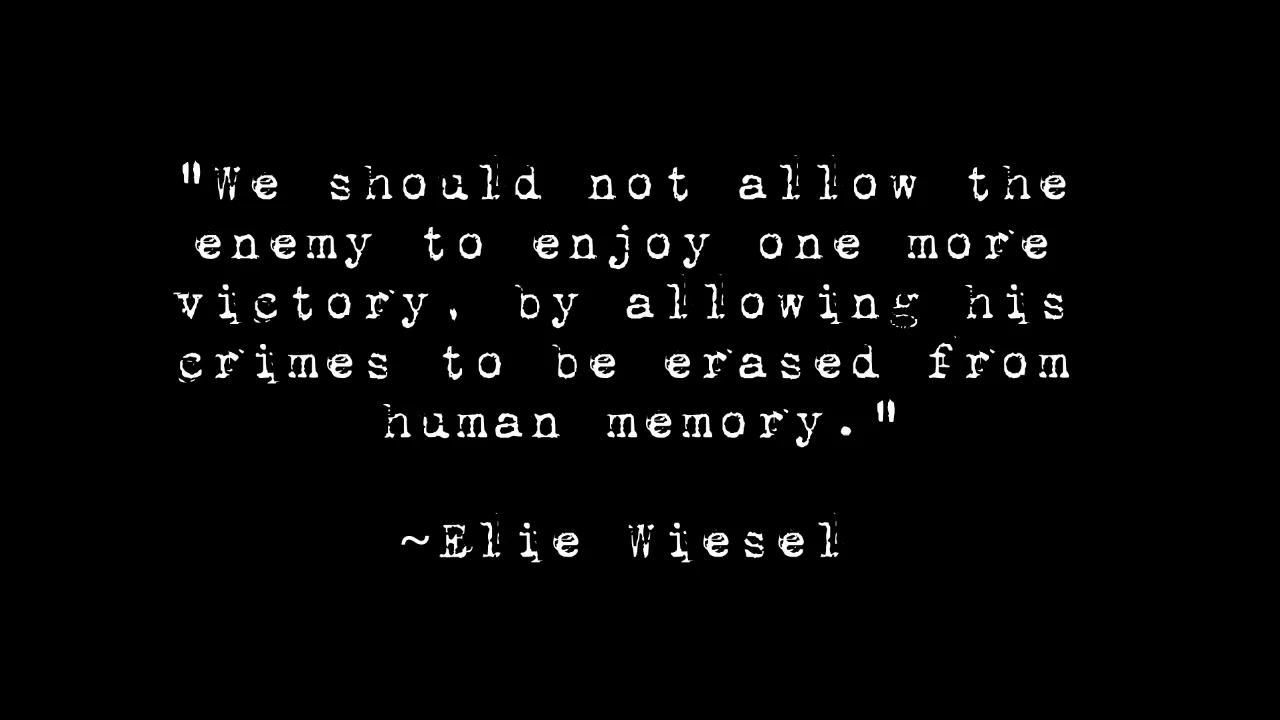 "We should not allow the
enemy to enjoy one more
victory, by allowing his
crimes to be erased from
human memory."
~Elie Wiesel